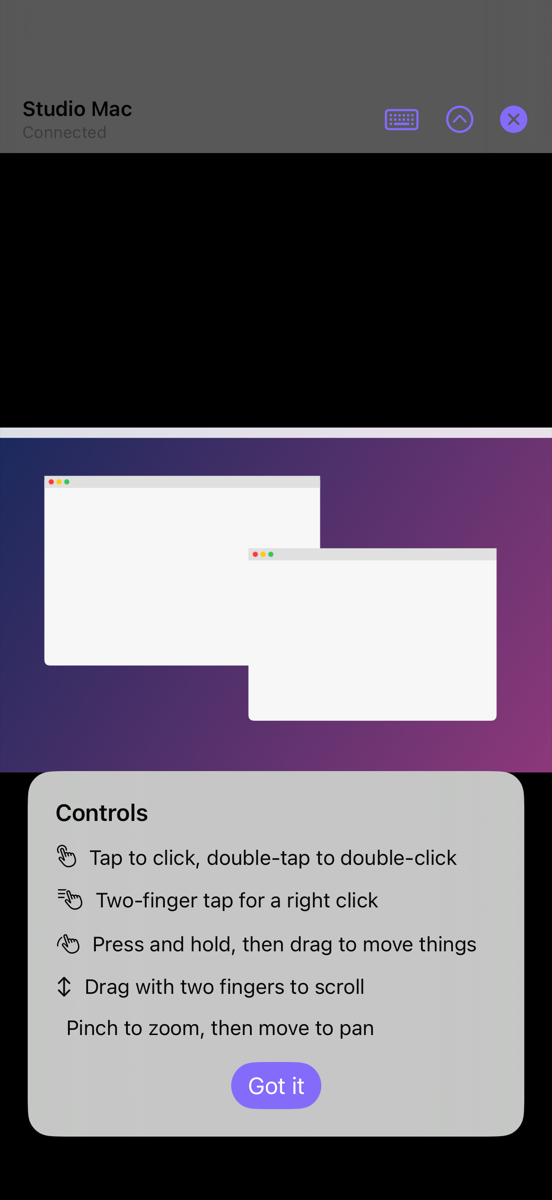 Studio Mac
Connected
Controls
Tap to click, double-tap to double-click
Two-finger tap for a right click
Press and hold, then drag to move things
Drag with two fingers to scroll
Pinch to zoom, then move to pan
Got it